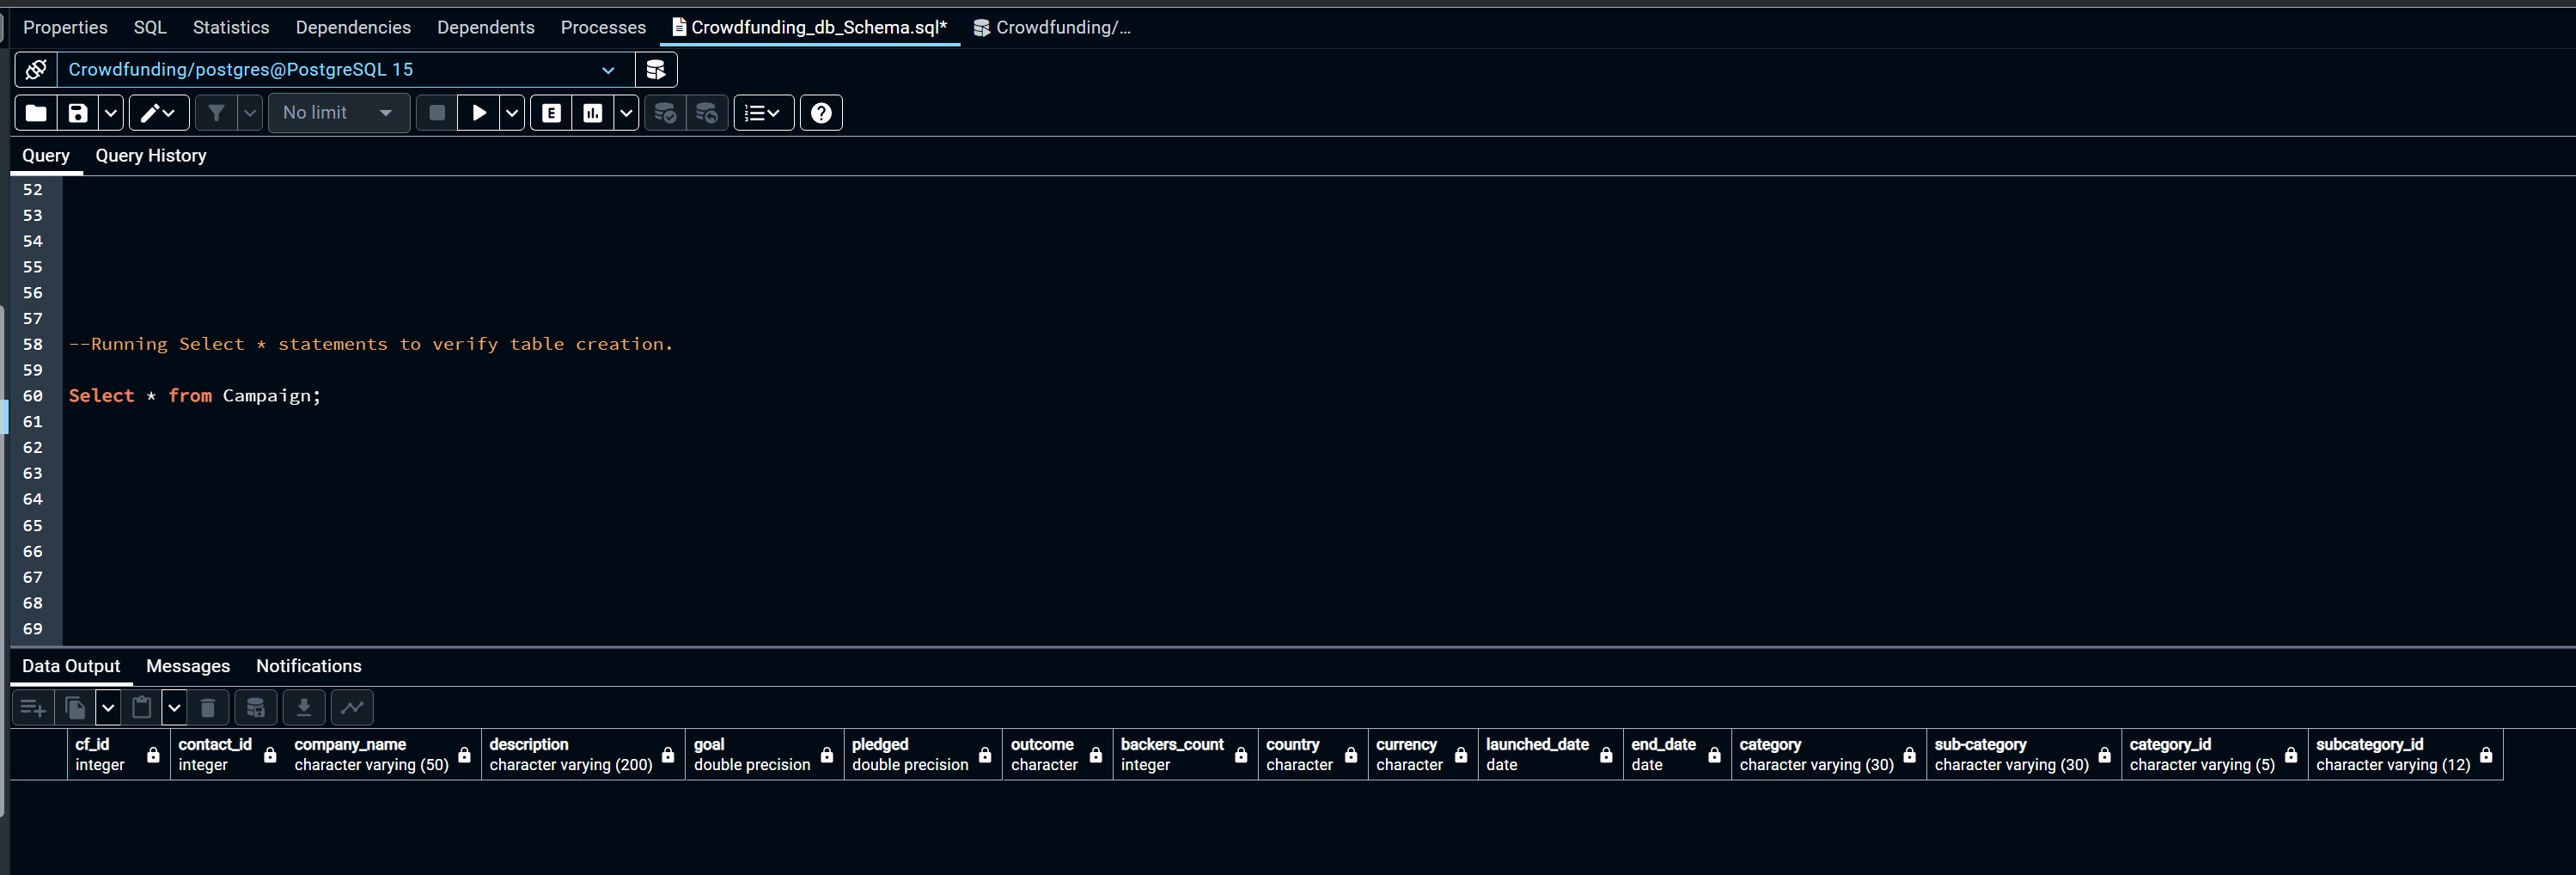 Properties SQL Statistics Dependencies Dependents Processes Crowdfunding_db_Schema.sql* Crowdfunding/...
Crowdfunding/postgres@PostgreSQL 15
No limit E ?
Query Query History
52
53
54
55
56
57
58 --Running Select * statements to verify table creation.
59
60 Select * from Campaign;
61
62
63
64
65
66
67
68
69
Data Output Messages Notifications
cf_id contact_id company_name description goal pledged outcome backers_count country currency launched_date end_date category sub-category category_id subcategory_id
integer integer character varying (50) character varying (200) double precision double precision character integer character character date date character varying (30) character varying (30) character varying (5) character varying (12)